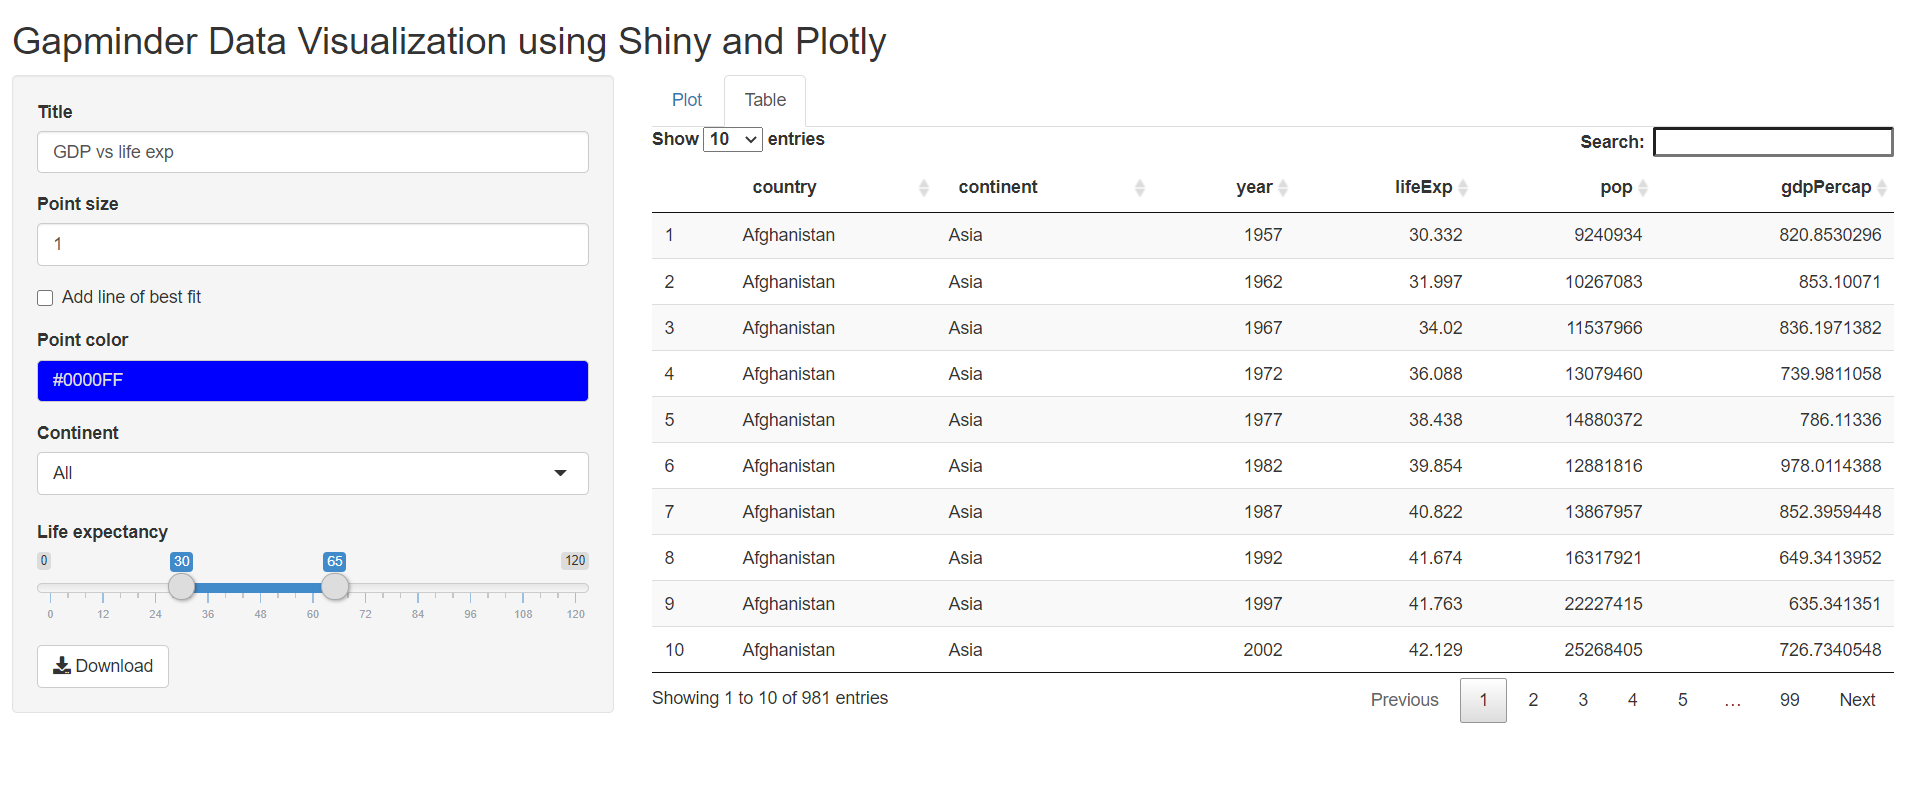 Gapminder Data Visualization using Shiny and Plotly
Title
GDP vs life exp
Point size
1
Add line of best fit
Point color
#0000FF
Continent
All
Life expectancy
0 30 65 120
0 12 24 36 48 60 72 84 96 108 120
Download
Plot Table
Show 10 entries Search:
country continent year lifeExp pop gdpPercap
1 Afghanistan Asia 1957 30.332 9240934 820.8530296
2 Afghanistan Asia 1962 31.997 10267083 853.10071
3 Afghanistan Asia 1967 34.02 11537966 836.1971382
4 Afghanistan Asia 1972 36.088 13079460 739.9811058
5 Afghanistan Asia 1977 38.438 14880372 786.11336
6 Afghanistan Asia 1982 39.854 12881816 978.0114388
7 Afghanistan Asia 1987 40.822 13867957 852.3959448
8 Afghanistan Asia 1992 41.674 16317921 649.3413952
9 Afghanistan Asia 1997 41.763 22227415 635.341351
10 Afghanistan Asia 2002 42.129 25268405 726.7340548
Showing 1 to 10 of 981 entries Previous 1 2 3 4 5 … 99 Next